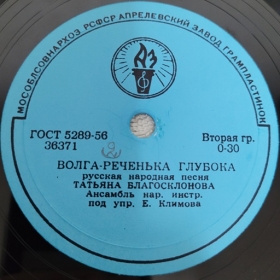 МОСОБЛСОВНАРХОЗ РСФСР АПРЕЛЕВСКИЙ ЗАВОД ГРАМПЛАСТИНОК
ГОСТ 5289-56 Вторая гр.
36371 0-30
ВОЛГА-РЕЧЕНЬКА ГЛУБОКА
русская народная песня
ТАТЬЯНА БЛАГОСКЛОНОВА
Ансамбль нар. инстр.
под упр. Е. Климова